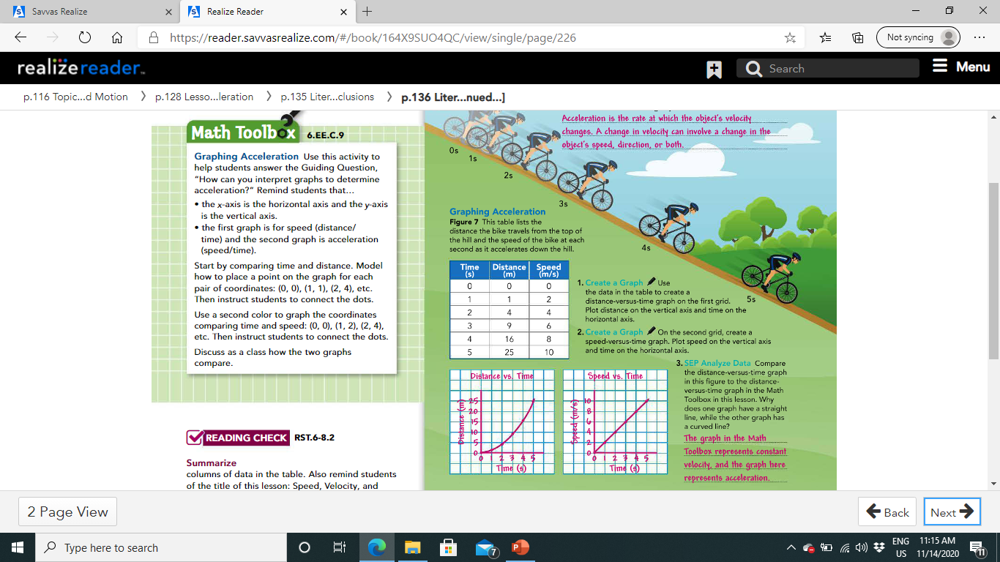 Savvas Realize
Realize Reader
https://reader.savvasrealize.com/#/book/164X9SUO4QC/view/single/page/226
Not syncing
realizereader
Search
Menu
p.116 Topic...d Motion
p.128 Lesso...leration
p.135 Liter...clusions
p.136 Liter...nued...]
Math Toolbox 6.EE.C.9
Graphing Acceleration Use this activity to
help students answer the Guiding Question,
"How can you interpret graphs to determine
acceleration?" Remind students that…
• the x-axis is the horizontal axis and the y-axis
is the vertical axis.
• the first graph is for speed (distance/
time) and the second graph is acceleration
(speed/time).
Start by comparing time and distance. Model
how to place a point on the graph for each
pair of coordinates: (0, 0), (1, 1), (2, 4), etc.
Then instruct students to connect the dots.
Use a second color to graph the coordinates
comparing time and speed: (0, 0), (1, 2), (2, 4),
etc. Then instruct students to connect the dots.
Discuss as a class how the two graphs
compare.
READING CHECK RST.6-8.2
Summarize
columns of data in the table. Also remind students
of the title of this lesson: Speed, Velocity, and
Acceleration is the rate at which the object's velocity
changes. A change in velocity can involve a change in the
object's speed, direction, or both.
0s
1s
2s
3s
4s
5s
Graphing Acceleration
Figure 7 This table lists the
distance the bike travels from the top of
the hill and the speed of the bike at each
second as it accelerates down the hill.
Time (s) Distance (m) Speed (m/s)
0 0 0
1 1 2
2 4 4
3 9 6
4 16 8
5 25 10
1. Create a Graph Use
the data in the table to create a
distance-versus-time graph on the first grid.
Plot distance on the vertical axis and time on the
horizontal axis.
2. Create a Graph On the second grid, create a
speed-versus-time graph. Plot speed on the vertical axis
and time on the horizontal axis.
3. SEP Analyze Data Compare
the distance-versus-time graph
in this figure to the distance-
versus-time graph in the Math
Toolbox in this lesson. Why
does one graph have a straight
line, while the other graph has
a curved line?
The graph in the Math
Toolbox represents constant
velocity, and the graph here
represents acceleration.
Distance vs. Time
Distance (m)
25
20
15
10
5
0
0 1 2 3 4 5
Time (s)
Speed vs. Time
Speed (m/s)
10
8
6
4
2
0
0 1 2 3 4 5
Time (s)
2 Page View
Back
Next
Type here to search
7
ENG
US
11:15 AM
11/14/2020
11